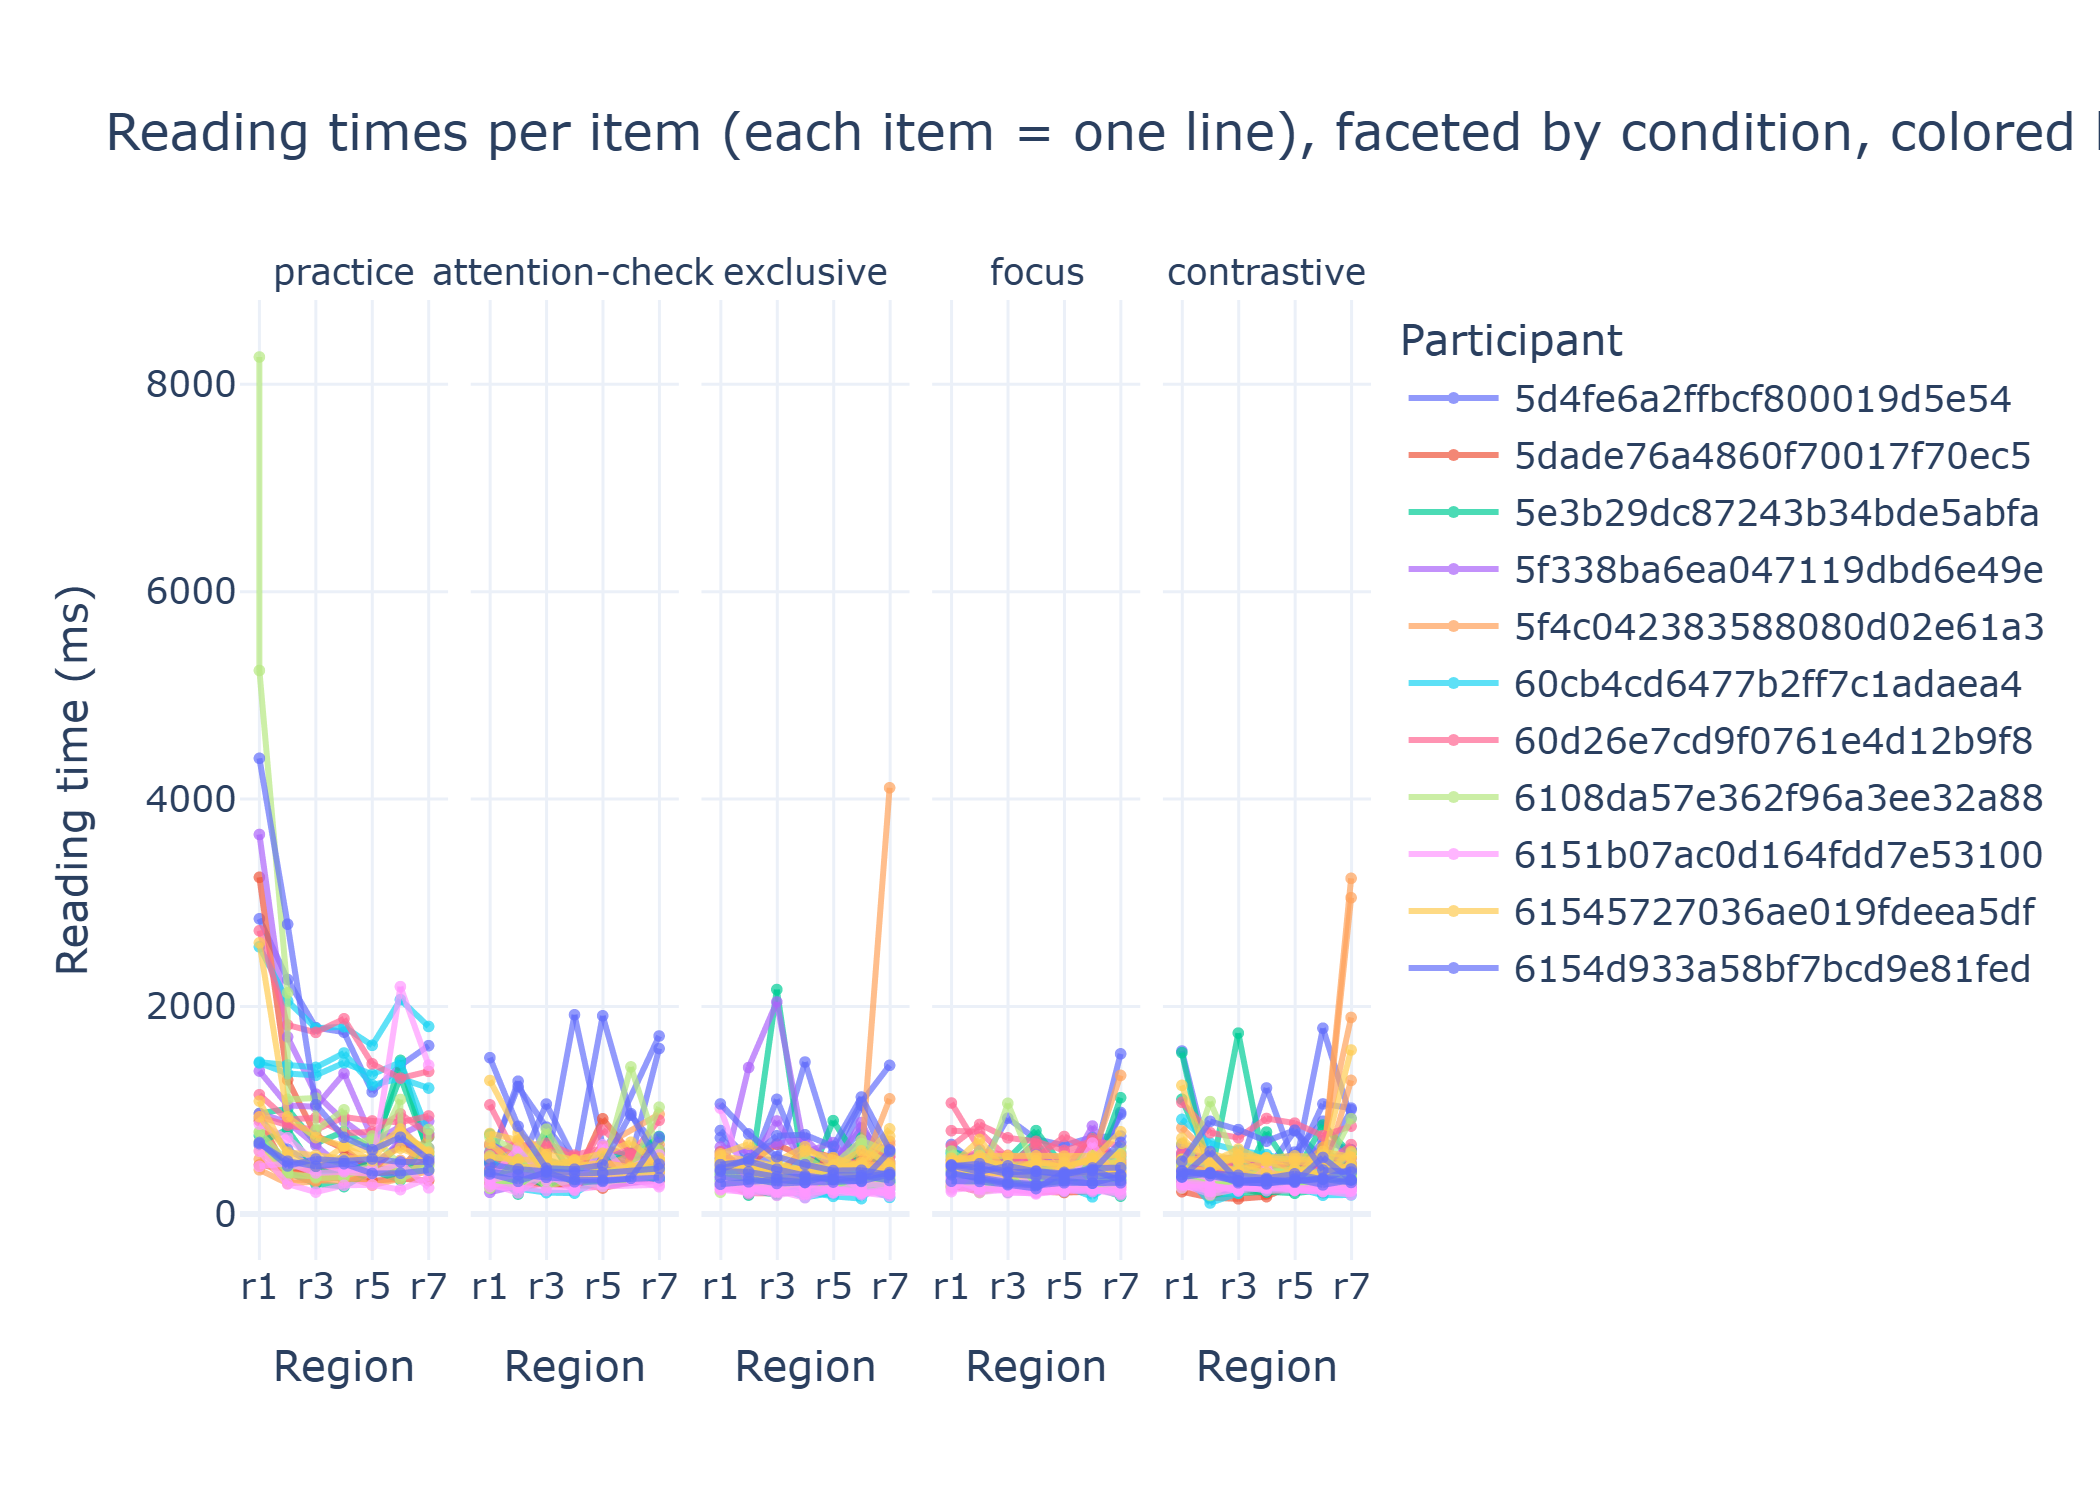 Reading times per item (each item = one line), faceted by condition, colored
practice attention-check exclusive focus contrastive
Participant
5d4fe6a2ffbcf800019d5e54
5dade76a4860f70017f70ec5
5e3b29dc87243b34bde5abfa
5f338ba6ea047119dbd6e49e
5f4c042383588080d02e61a3
60cb4cd6477b2ff7c1adaea4
60d26e7cd9f0761e4d12b9f8
6108da57e362f96a3ee32a88
6151b07ac0d164fdd7e53100
61545727036ae019fdeea5df
6154d933a58bf7bcd9e81fed
Reading time (ms)
8000
6000
4000
2000
0
r1 r3 r5 r7 r1 r3 r5 r7 r1 r3 r5 r7 r1 r3 r5 r7 r1 r3 r5 r7
Region Region Region Region Region